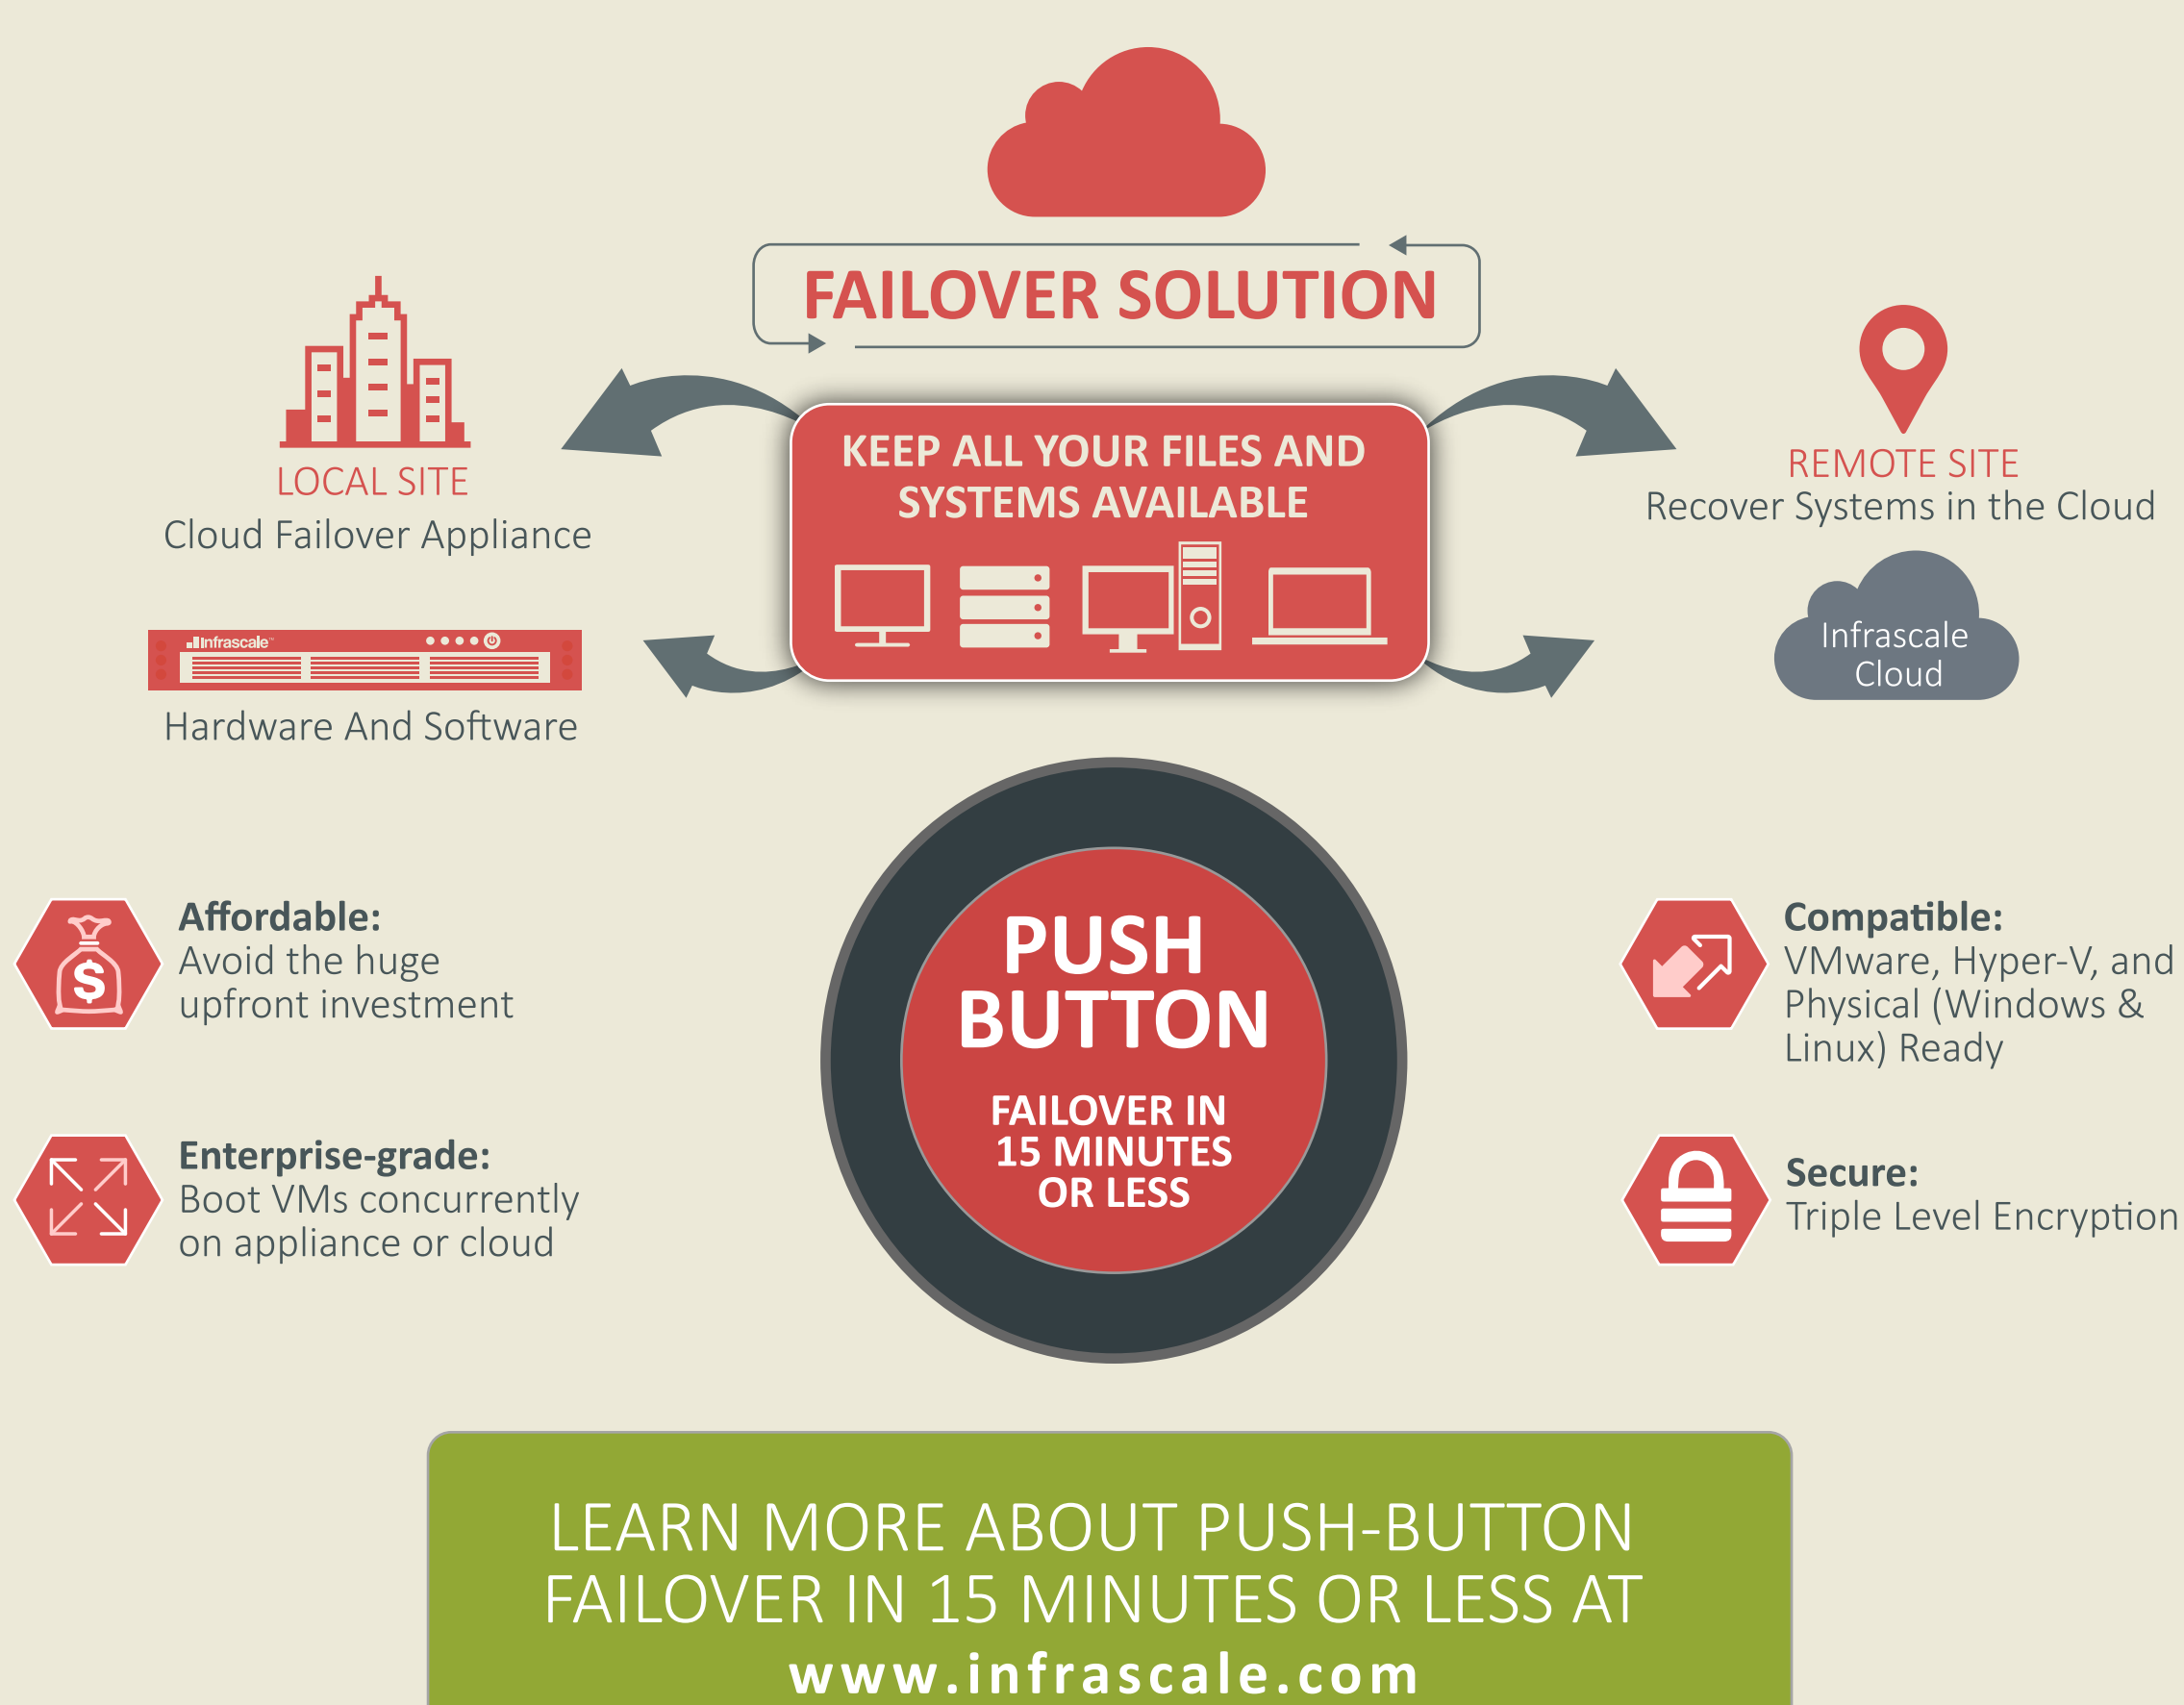 FAILOVER SOLUTION
KEEP ALL YOUR FILES AND
SYSTEMS AVAILABLE
LOCAL SITE
Cloud Failover Appliance
Infrascale™
Hardware And Software
REMOTE SITE
Recover Systems in the Cloud
Infrascale
Cloud
Affordable:
Avoid the huge
upfront investment
Enterprise-grade:
Boot VMs concurrently
on appliance or cloud
PUSH
BUTTON
FAILOVER IN
15 MINUTES
OR LESS
Compatible:
VMware, Hyper-V, and
Physical (Windows &
Linux) Ready
Secure:
Triple Level Encryption
LEARN MORE ABOUT PUSH-BUTTON
FAILOVER IN 15 MINUTES OR LESS AT
www.infrascale.com